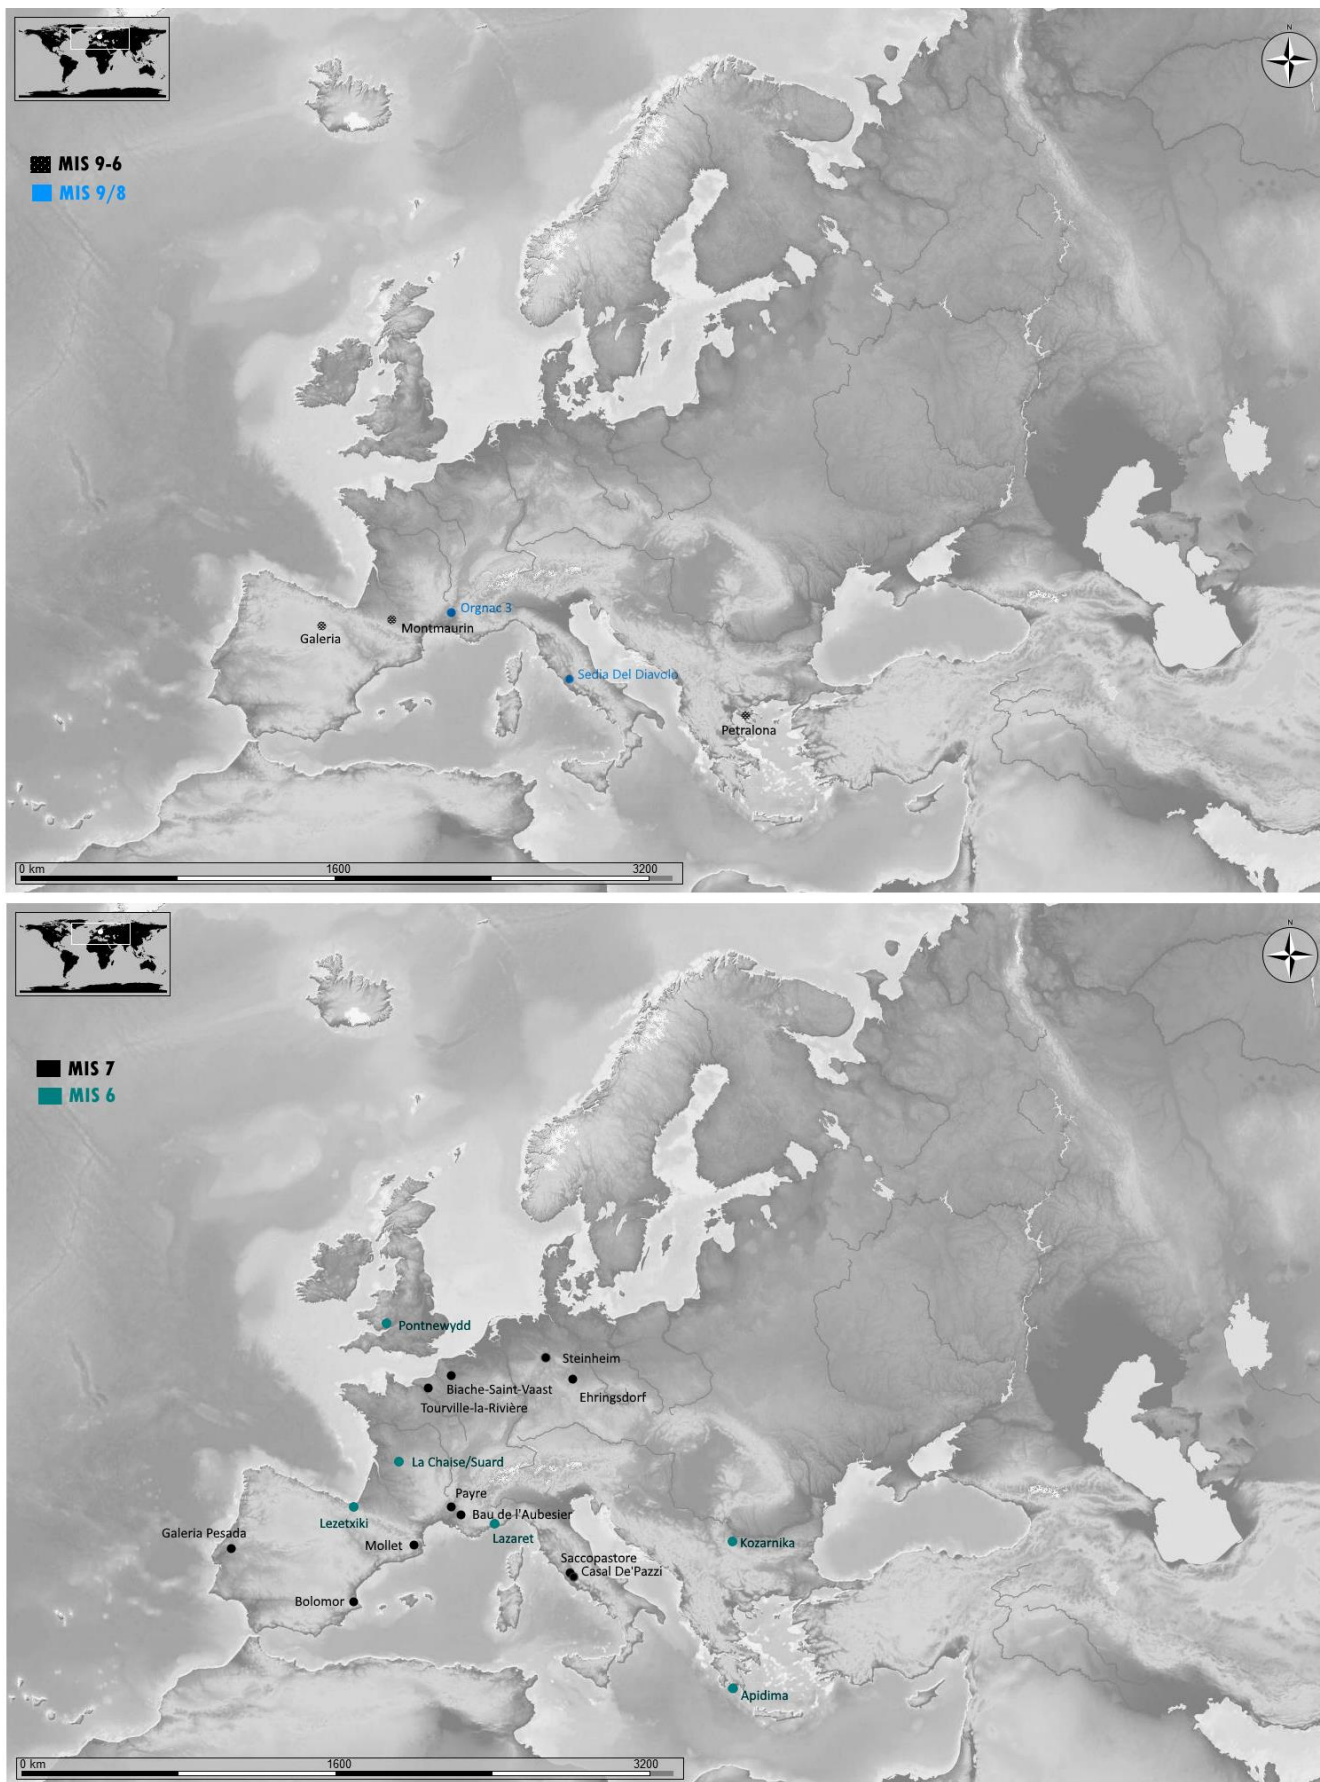 N
MIS 9-6
MIS 9/8
Orgnac 3
Montmaurin
Galeria
Sedia Del Diavolo
Petralona
0 km 1600 3200
N
MIS 7
MIS 6
Pontnewydd
Steinheim
Biache-Saint-Vaast
Ehringsdorf
Tourville-la-Rivière
La Chaise/Suard
Payre
Bau de l'Aubesier
Lezetxiki
Galeria Pesada
Lazaret
Mollet
Kozarnika
Saccopastore
Casal De'Pazzi
Bolomor
Apidima
0 km 1600 3200